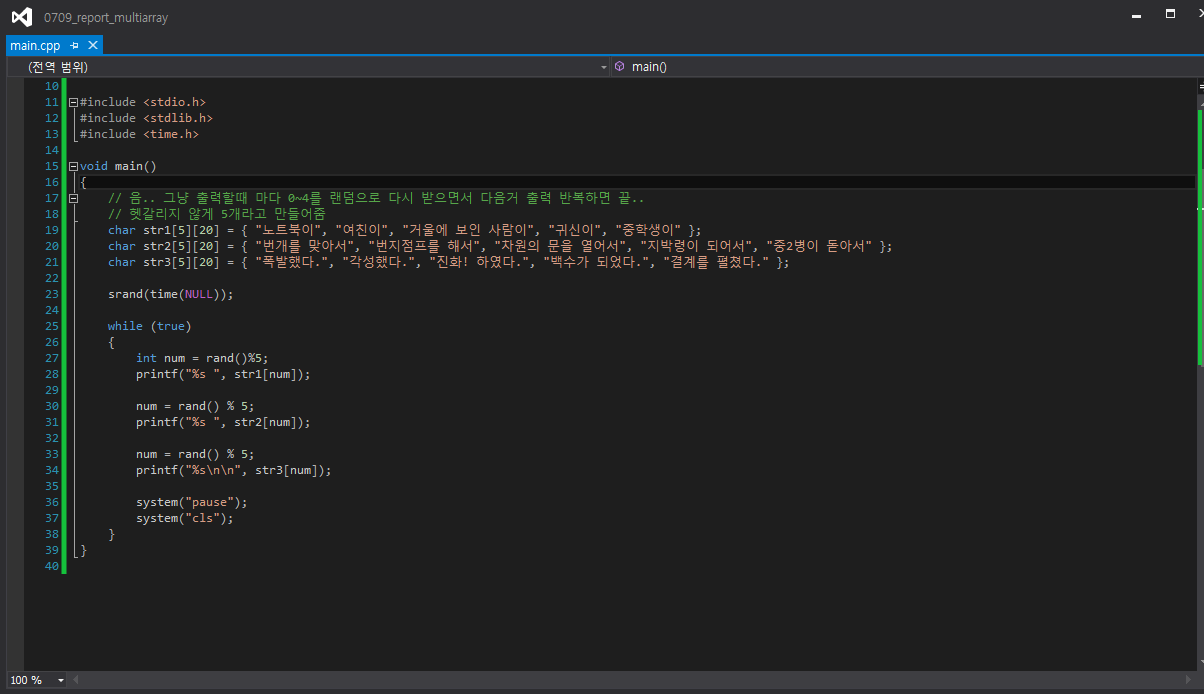 0709_report_multiarray
main.cpp
(전역 범위) main()
10
11 #include <stdio.h>
12 #include <stdlib.h>
13 #include <time.h>
14
15 void main()
16 {
17 // 음.. 그냥 출력할때 마다 0~4를 랜덤으로 다시 받으면서 다음거 출력 반복하면 끝..
18 // 헷갈리지 않게 5개라고 만들어줌
19 char str1[5][20] = { "노트북이", "여친이", "거울에 보인 사람이", "귀신이", "중학생이" };
20 char str2[5][20] = { "번개를 맞아서", "번지점프를 해서", "차원의 문을 열어서", "지박령이 되어서", "중2병이 돋아서" };
21 char str3[5][20] = { "폭발했다.", "각성했다.", "진화! 하였다.", "백수가 되었다.", "결계를 펼쳤다." };
22
23 srand(time(NULL));
24
25 while (true)
26 {
27 int num = rand()%5;
28 printf("%s ", str1[num]);
29
30 num = rand() % 5;
31 printf("%s ", str2[num]);
32
33 num = rand() % 5;
34 printf("%s\n\n", str3[num]);
35
36 system("pause");
37 system("cls");
38 }
39 }
40
100 %